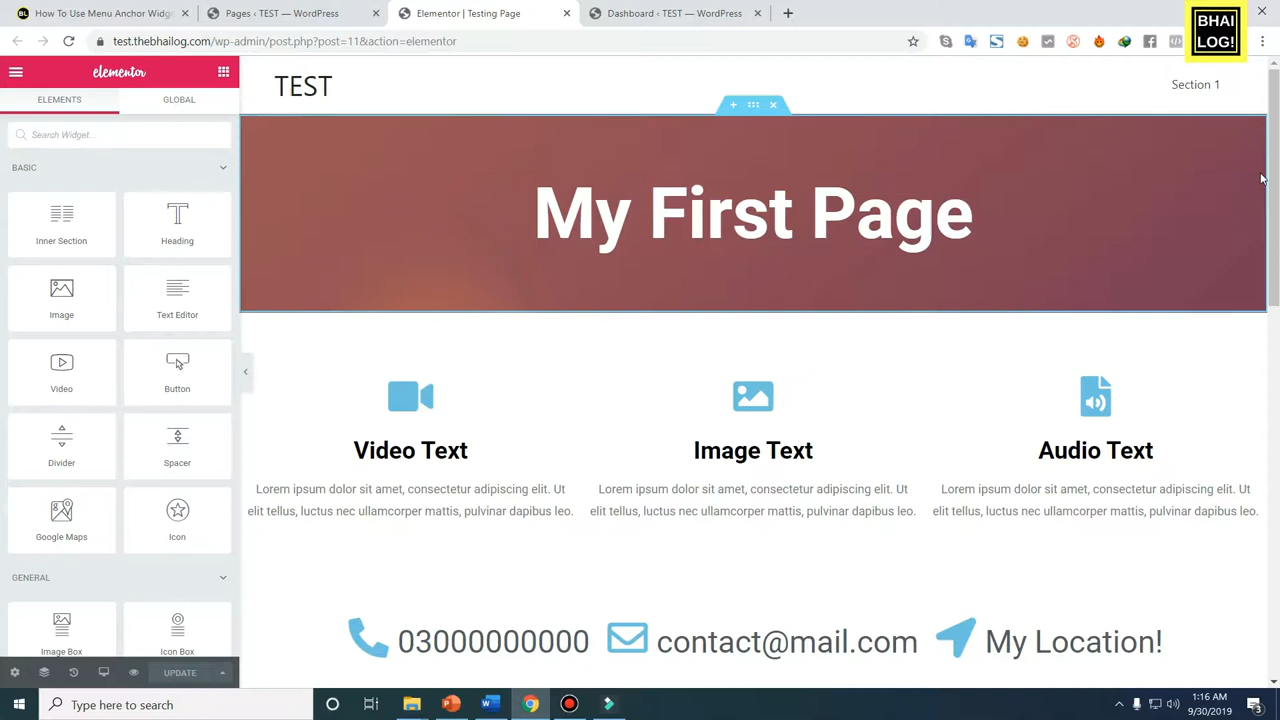 How To Use Menu Anchor Widge
Pages ‹ TEST — WordPress
Elementor | Testing Page
Dashboard ‹ TEST — WordPress
BHAI
LOG!
test.thebhailog.com/wp-admin/post.php?post=11&action=elementor
elementor
ELEMENTS
GLOBAL
Search Widget...
BASIC
Inner Section
Heading
Image
Text Editor
Video
Button
Divider
Spacer
Google Maps
Icon
GENERAL
Image Box
Icon Box
UPDATE
TEST
Section 1
My First Page
Video Text
Image Text
Audio Text
Lorem ipsum dolor sit amet, consectetur adipiscing elit. Ut
elit tellus, luctus nec ullamcorper mattis, pulvinar dapibus leo.
Lorem ipsum dolor sit amet, consectetur adipiscing elit. Ut
elit tellus, luctus nec ullamcorper mattis, pulvinar dapibus leo.
Lorem ipsum dolor sit amet, consectetur adipiscing elit. Ut
elit tellus, luctus nec ullamcorper mattis, pulvinar dapibus leo.
03000000000
contact@mail.com
My Location!
Type here to search
1:16 AM
9/30/2019
3